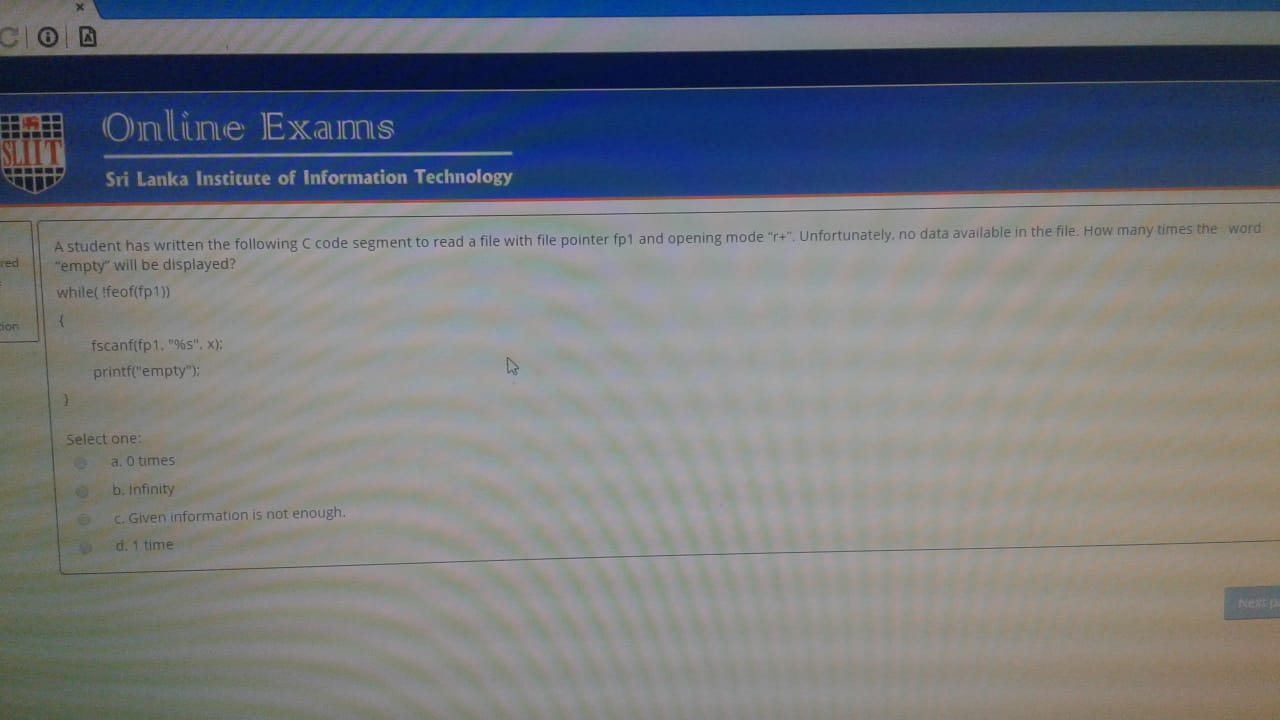 x
Online Exams
SLIIT
Sri Lanka Institute of Information Technology
red
tion
A student has written the following C code segment to read a file with file pointer fp1 and opening mode "r+". Unfortunately, no data available in the file. How many times the word
"empty" will be displayed?
while( !feof(fp1))
{
fscanf(fp1, "%s", x);
printf("empty");
}
Select one:
a. 0 times
b. Infinity
c. Given information is not enough.
d. 1 time
Next